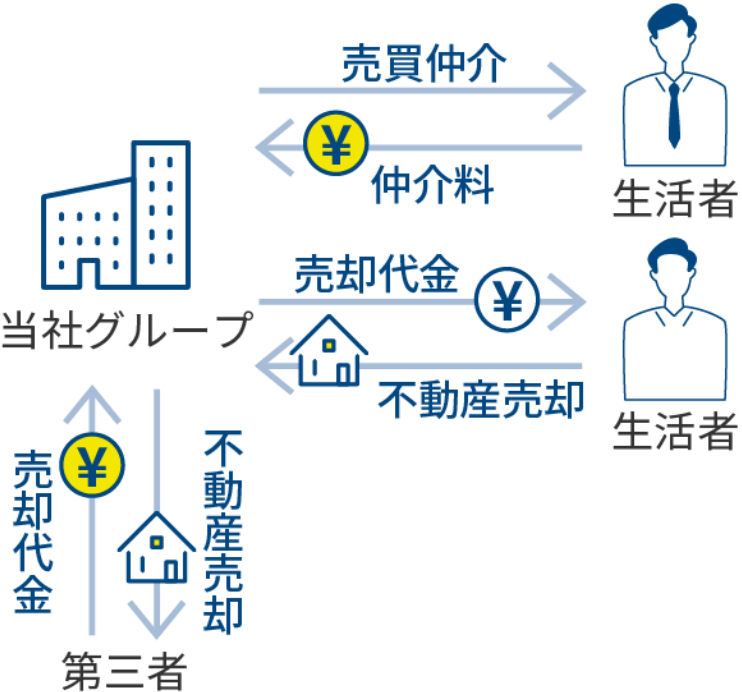 売買仲介
¥
仲介料
生活者
売却代金
¥
当社グループ
不動産売却
生活者
売却代金
¥
不動産売却
第三者